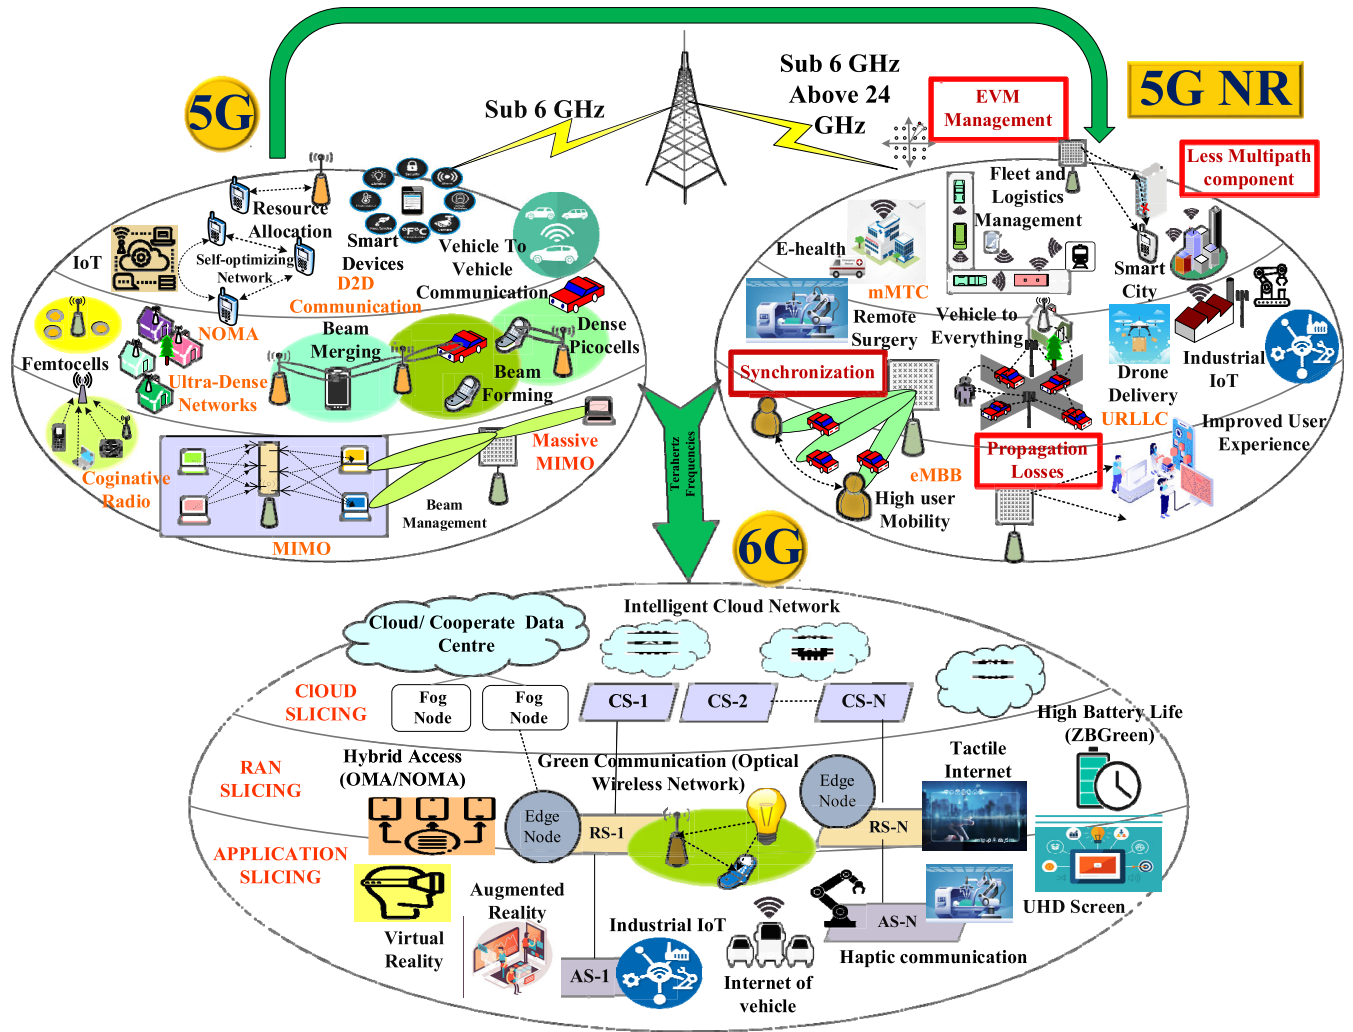 5G
Sub 6 GHz
Sub 6 GHz
Above 24
GHz
EVM
Management
5G NR
Less Multipath
component
Resource
Allocation
Smart
Devices
D2D
Communication
Vehicle To
Vehicle
Communication
IoT
Self-optimizing
Network
NOMA
Femtocells
Ultra-Dense
Networks
Beam
Merging
Beam
Forming
Dense
Picocells
Coginative
Radio
MIMO
Massive
MIMO
Beam
Management
Fleet and
Logistics
Management
E-health
mMTC
Remote
Surgery
Smart
City
Vehicle to
Everything
Drone
Delivery
URLLC
Industrial
IoT
Synchronization
eMBB
High user
Mobility
Propagation
Losses
Improved User
Experience
Terrahertz
Frequencies
6G
Intelligent Cloud Network
Cloud/ Cooperate Data
Centre
ClOUD
SLICING
Fog
Node
Fog
Node
CS-1
CS-2
CS-N
High Battery Life
(ZBGreen)
RAN
SLICING
Hybrid Access
(OMA/NOMA)
Green Communication (Optical
Wireless Network)
Edge
Node
RS-1
Edge
Node
RS-N
Tactile
Internet
APPLICATION
SLICING
Virtual
Reality
Augmented
Reality
Industrial IoT
AS-1
Internet of
vehicle
AS-N
Haptic communication
UHD Screen